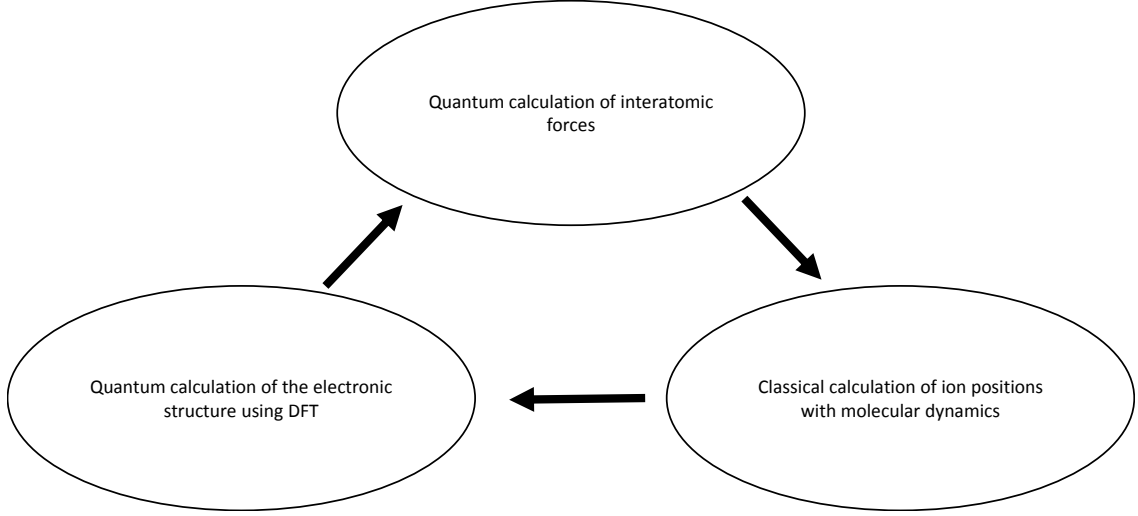 Quantum calculation of interatomic
forces
Quantum calculation of the electronic
structure using DFT
Classical calculation of ion positions
with molecular dynamics